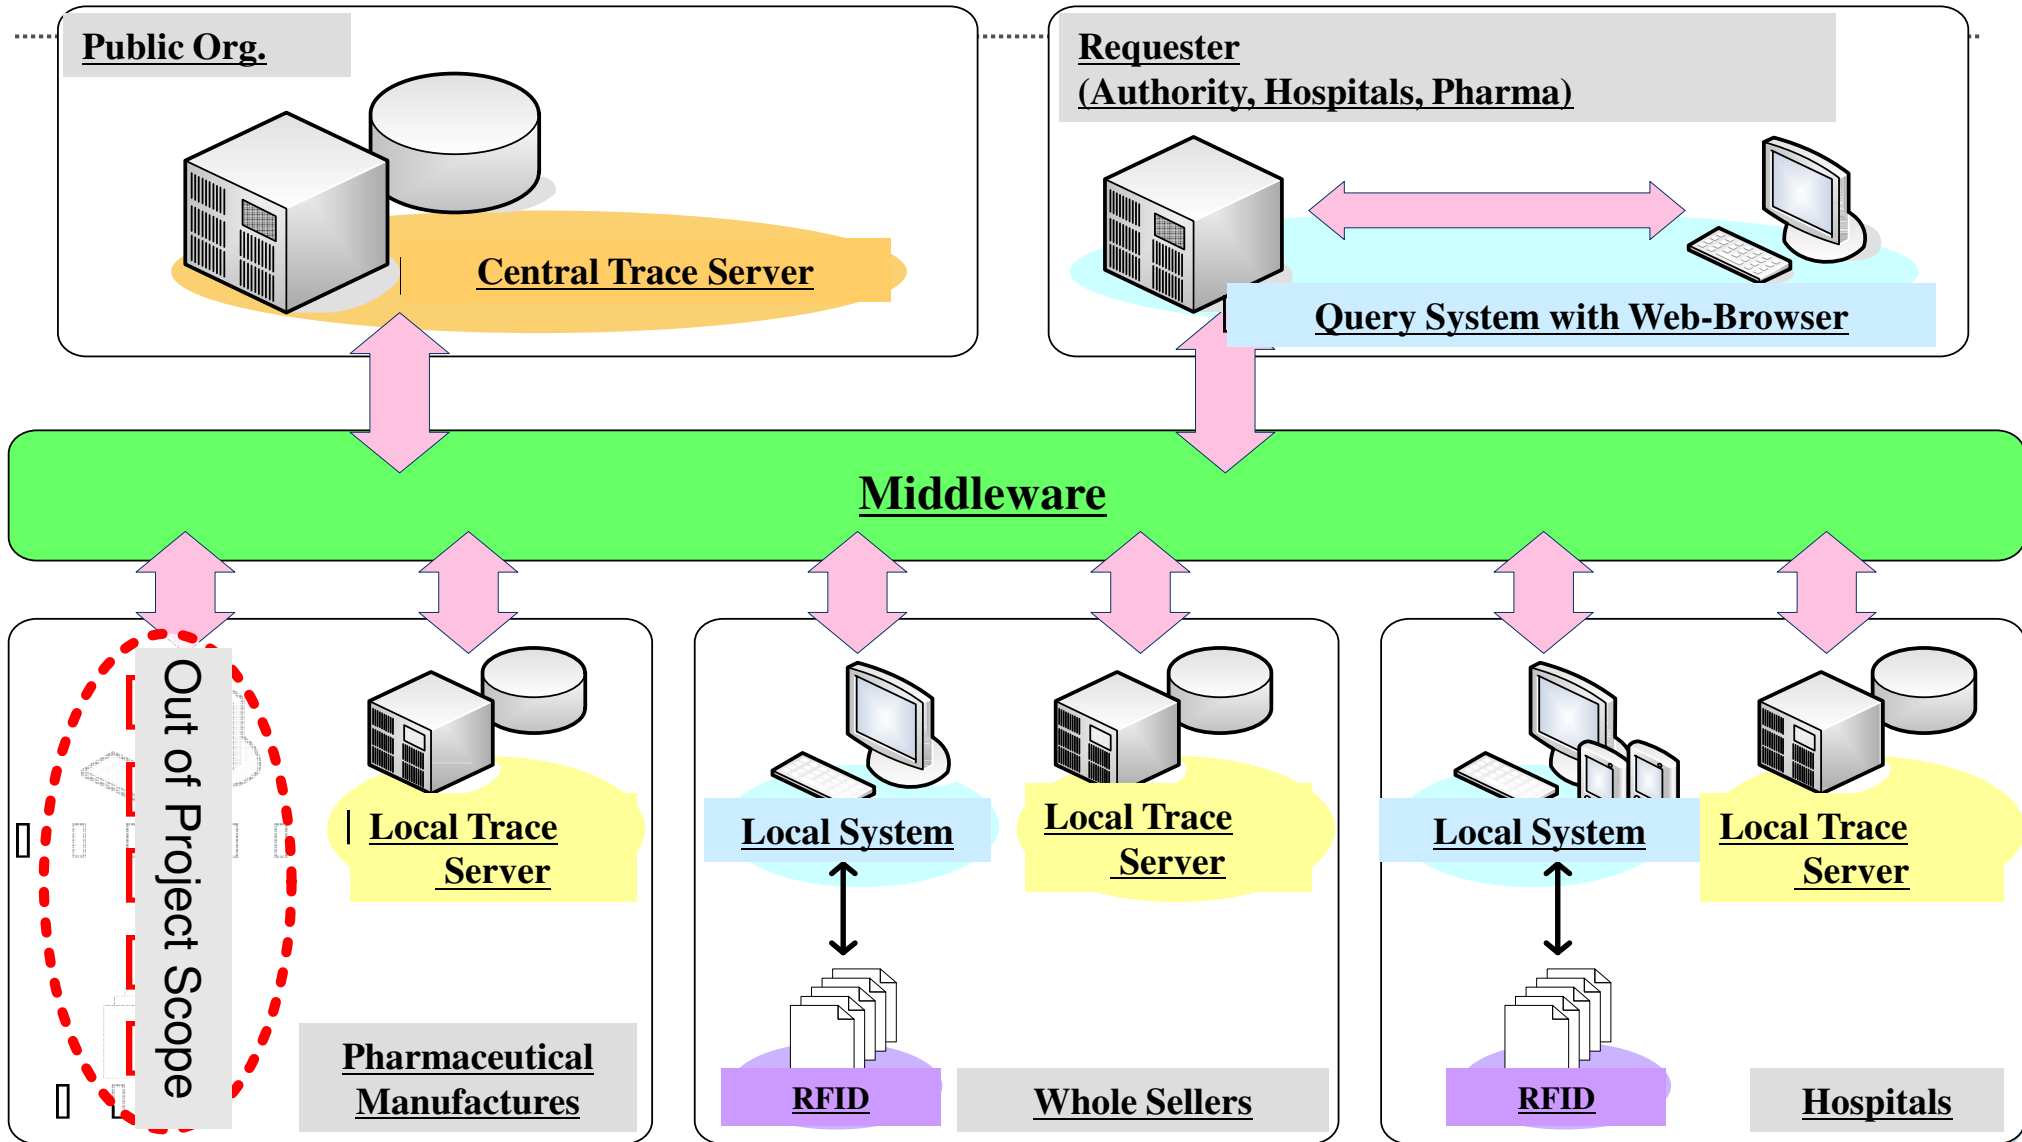 Public Org.
Requester
(Authority, Hospitals, Pharma)
Central Trace Server
Query System with Web-Browser
Middleware
Out of Project Scope
Local Trace
Server
Pharmaceutical
Manufactures
Local System
Local Trace
Server
RFID
Whole Sellers
Local System
Local Trace
Server
RFID
Hospitals